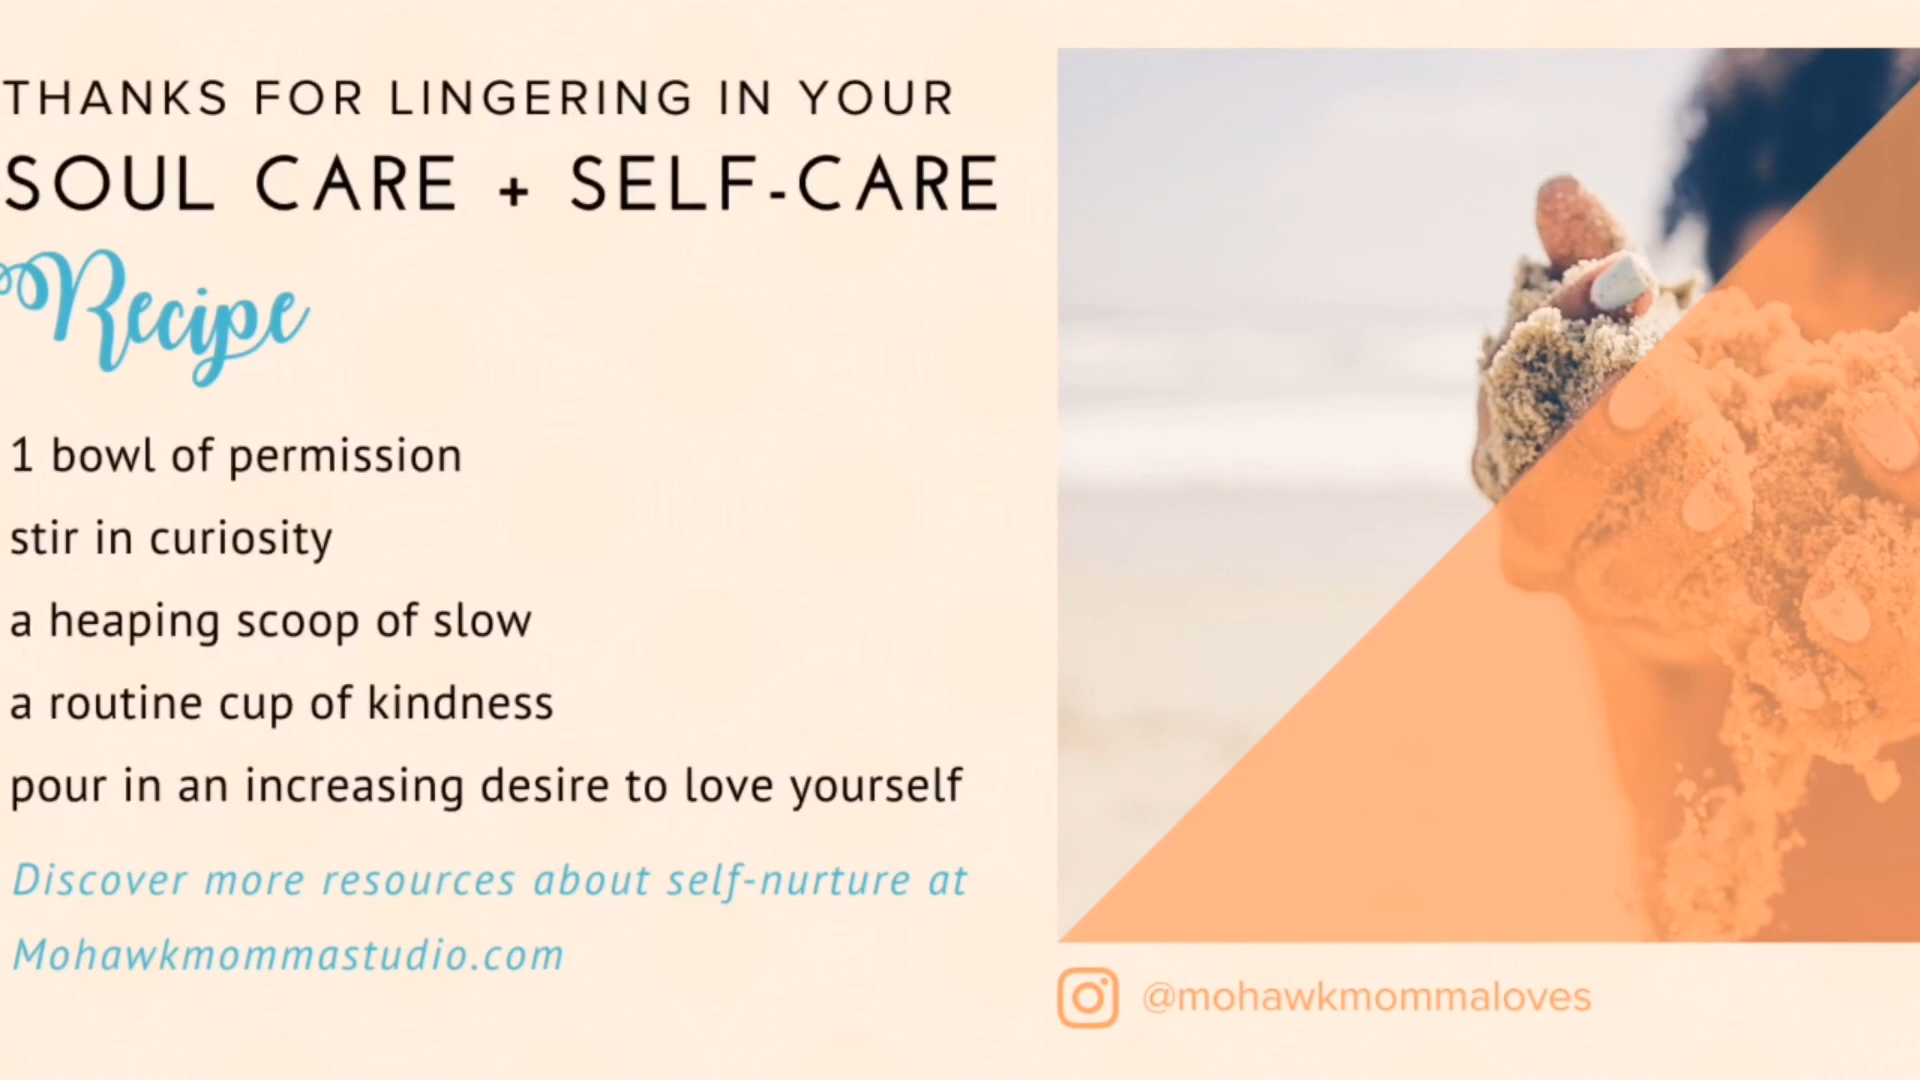 THANKS FOR LINGERING IN YOUR
SOUL CARE + SELF-CARE
Recipe
1 bowl of permission
stir in curiosity
a heaping scoop of slow
a routine cup of kindness
pour in an increasing desire to love yourself
Discover more resources about self-nurture at
Mohawkmommastudio.com
@mohawkmommaloves